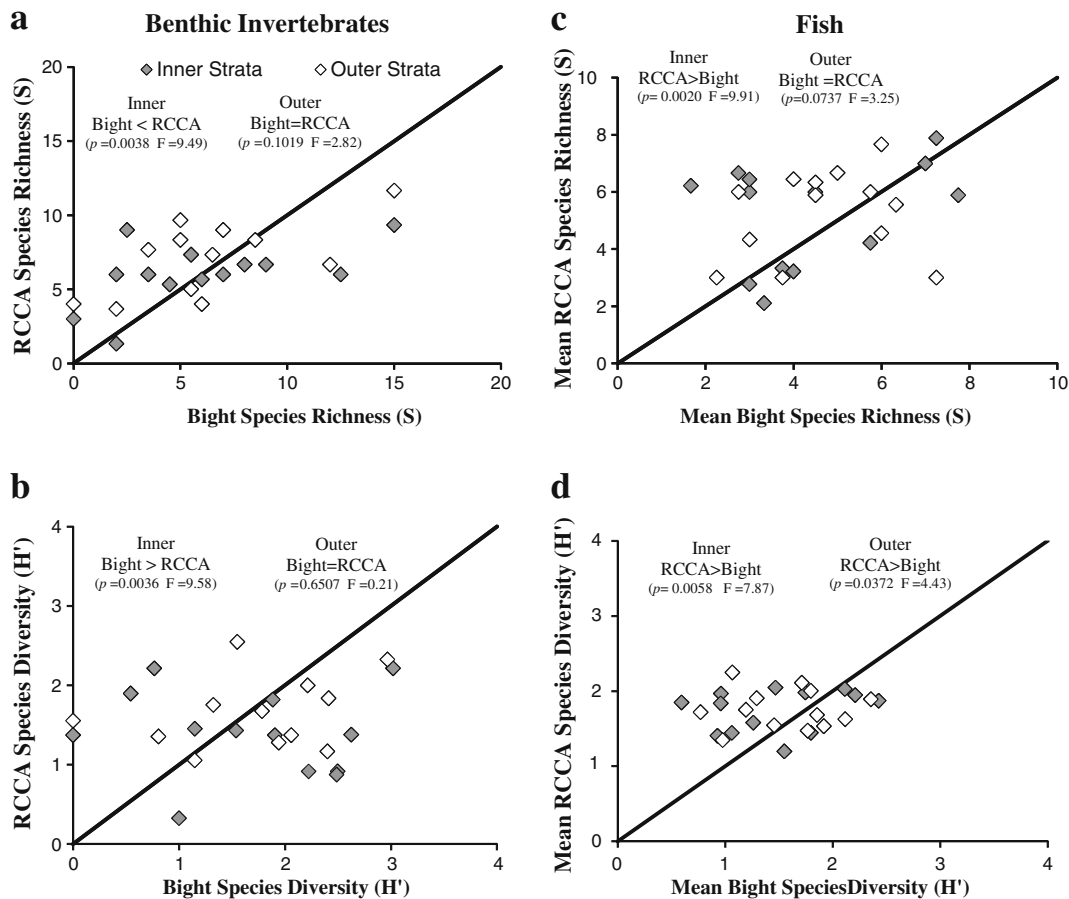 a
Benthic Invertebrates
Inner Strata
Outer Strata
Inner
Bight < RCCA
(p=0.0038 F=9.49)
Outer
Bight=RCCA
(p=0.1019 F=2.82)
RCCA Species Richness (S)
20
15
10
5
0
0 5 10 15 20
Bight Species Richness (S)
c
Fish
Inner
RCCA>Bight
(p= 0.0020 F=9.91)
Outer
Bight =RCCA
(p=0.0737 F=3.25)
Mean RCCA Species Richness (S)
10
8
6
4
2
0
0 2 4 6 8 10
Mean Bight Species Richness (S)
b
Inner
Bight > RCCA
(p=0.0036 F=9.58)
Outer
Bight=RCCA
(p=0.6507 F=0.21)
RCCA Species Diversity (H')
4
3
2
1
0
0 1 2 3 4
Bight Species Diversity (H')
d
Inner
RCCA>Bight
(p= 0.0058 F=7.87)
Outer
RCCA>Bight
(p=0.0372 F=4.43)
Mean RCCA Species Diversity (H')
4
3
2
1
0
0 1 2 3 4
Mean Bight SpeciesDiversity (H')